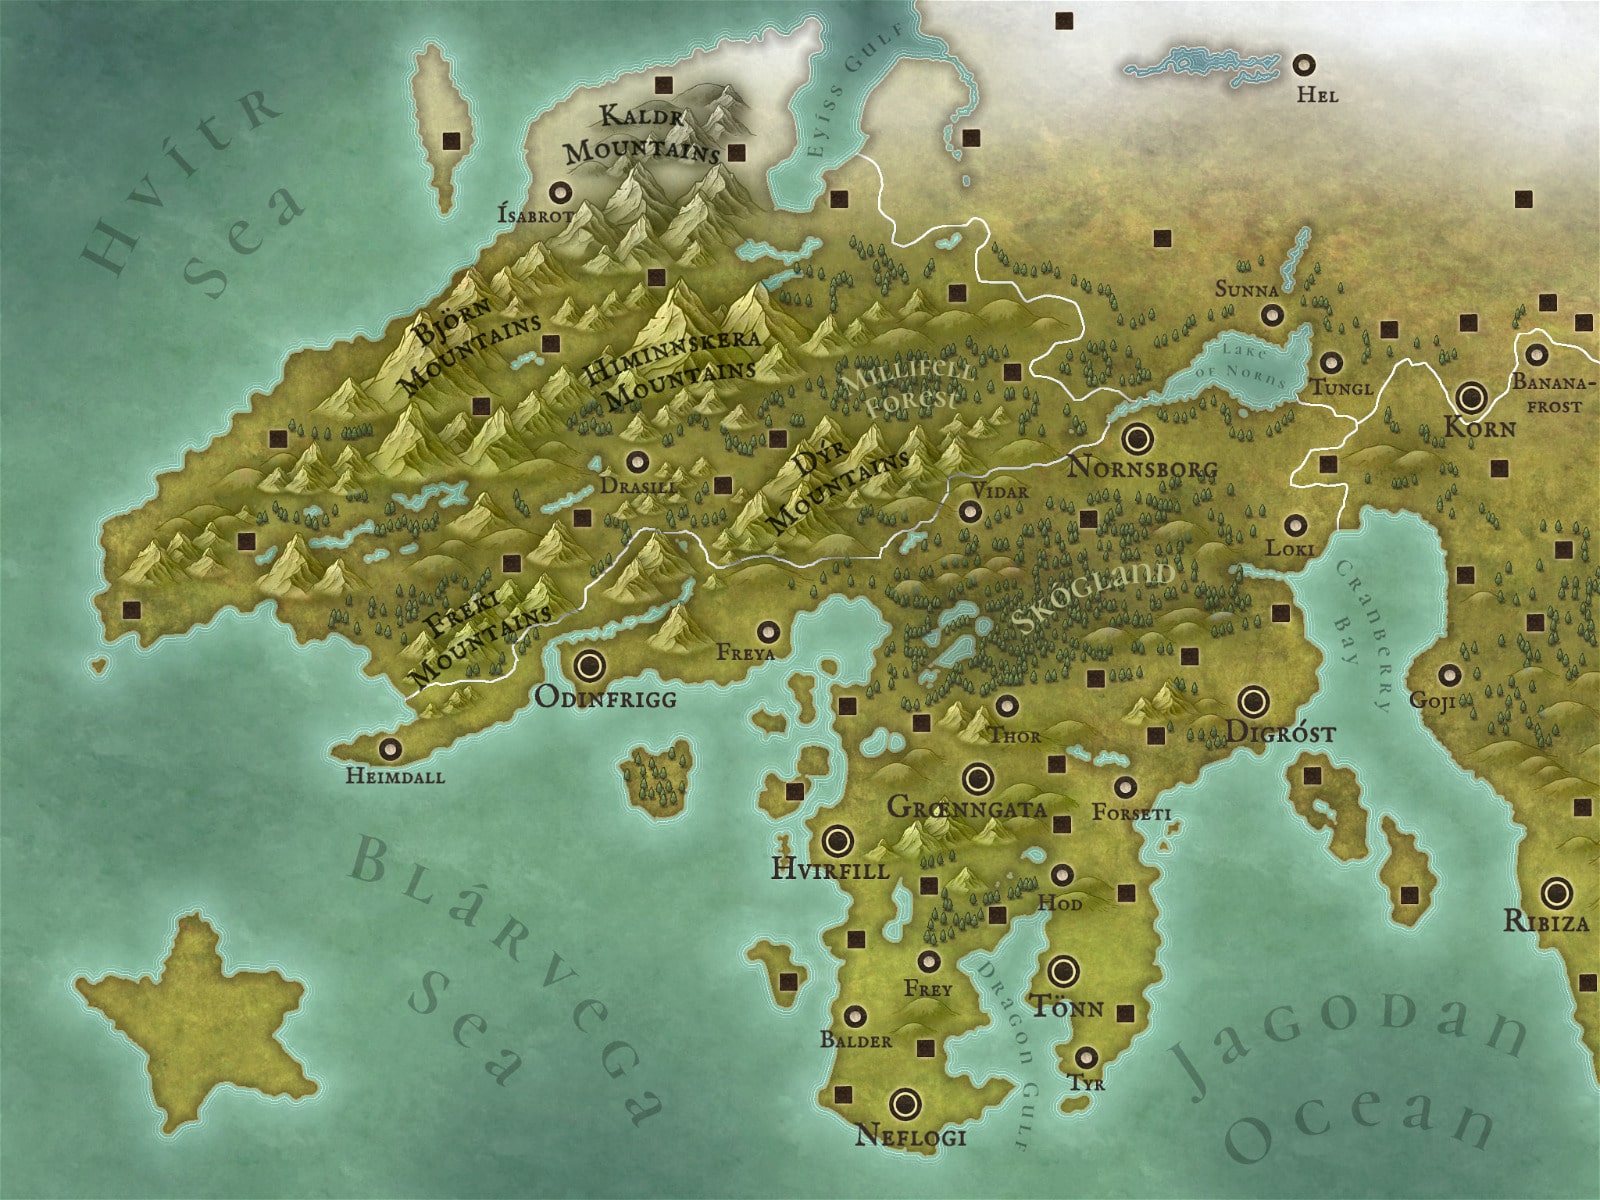 Eyiss Gulf
Hvítr
Sea
Kaldr
Mountains
Hel
Ísabrot
Björn
Mountains
Himinnskera
Mountains
Millifell
Forest
Sunna
Lake
of Norns
Tungl
Banana-
frost
Korn
Nornsborg
Dýr
Mountains
Drasill
Vidar
Loki
Skógland
Cranberry
Bay
Freki
Mountains
Freya
Odinfrigg
Goji
Thor
Digróst
Heimdall
Grœnngata
Forseti
Hvirfill
Hod
Ribiza
Blárvega
Sea
Frey
Dragon Gulf
Tönn
Balder
Tyr
Jagodan
Ocean
Neflogi